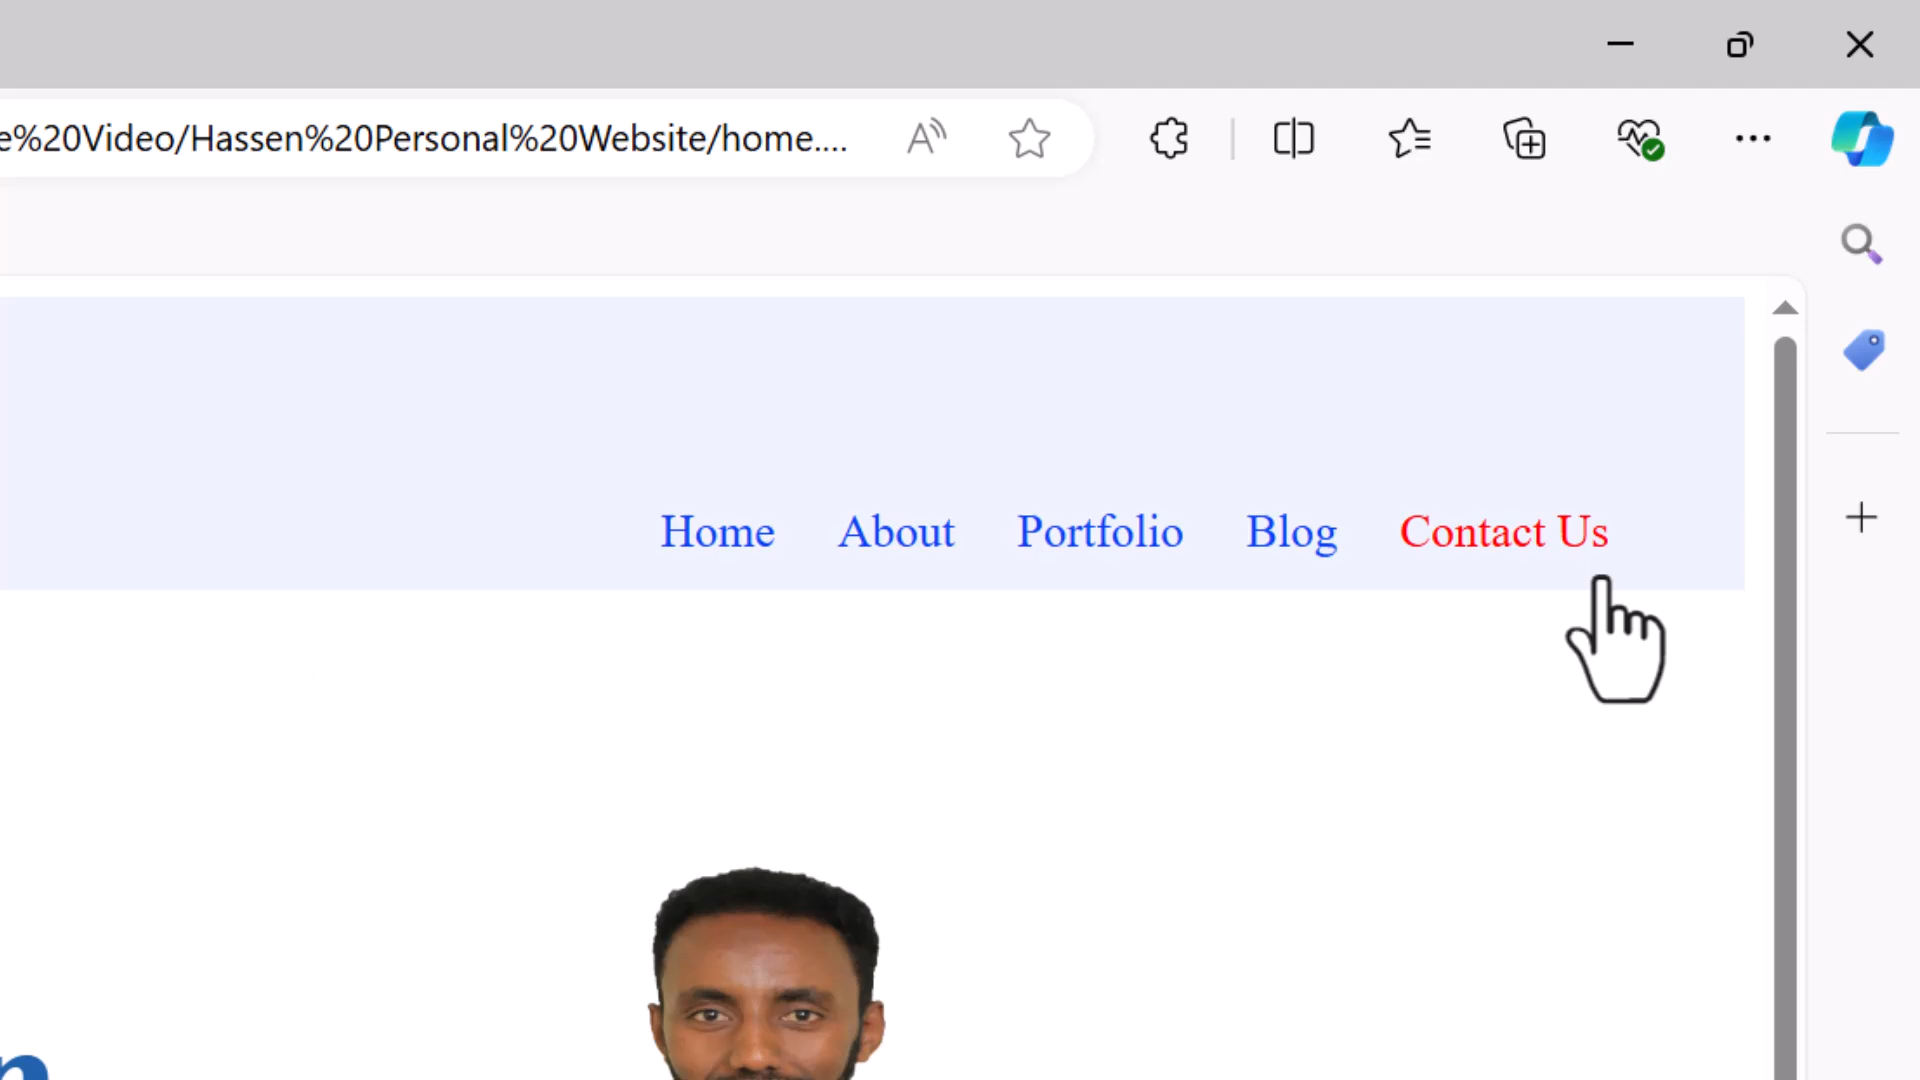 e%20Video/Hassen%20Personal%20Website/home....
Home About Portfolio Blog Contact Us
n